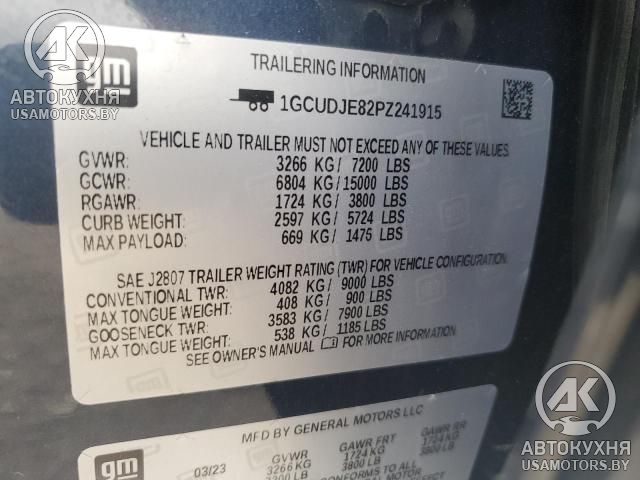 АК
АВТОКУХНЯ
USAMOTORS.BY
gm
TRAILERING INFORMATION
1GCUDJE82PZ241915
VEHICLE AND TRAILER MUST NOT EXCEED ANY OF THESE VALUES.
GVWR: 3266 KG/ 7200 LBS
GCWR: 6804 KG/15000 LBS
RGAWR: 1724 KG/ 3800 LBS
CURB WEIGHT: 2597 KG/ 5724 LBS
MAX PAYLOAD: 669 KG/ 1475 LBS
SAE J2807 TRAILER WEIGHT RATING (TWR) FOR VEHICLE CONFIGURATION.
CONVENTIONAL TWR: 4082 KG/ 9000 LBS
MAX TONGUE WEIGHT: 408 KG/ 900 LBS
GOOSENECK TWR: 3583 KG/ 7900 LBS
MAX TONGUE WEIGHT: 538 KG/ 1185 LBS
SEE OWNER'S MANUAL FOR MORE INFORMATION
MFD BY GENERAL MOTORS LLC
gm
03/23 GVWR GAWR FRT GAWR RR
3266 KG 1724 KG 1724 KG
3800 LB 3800 LB
CONFORMS TO ALL
АК
АВТОКУХНЯ
USAMOTORS.BY